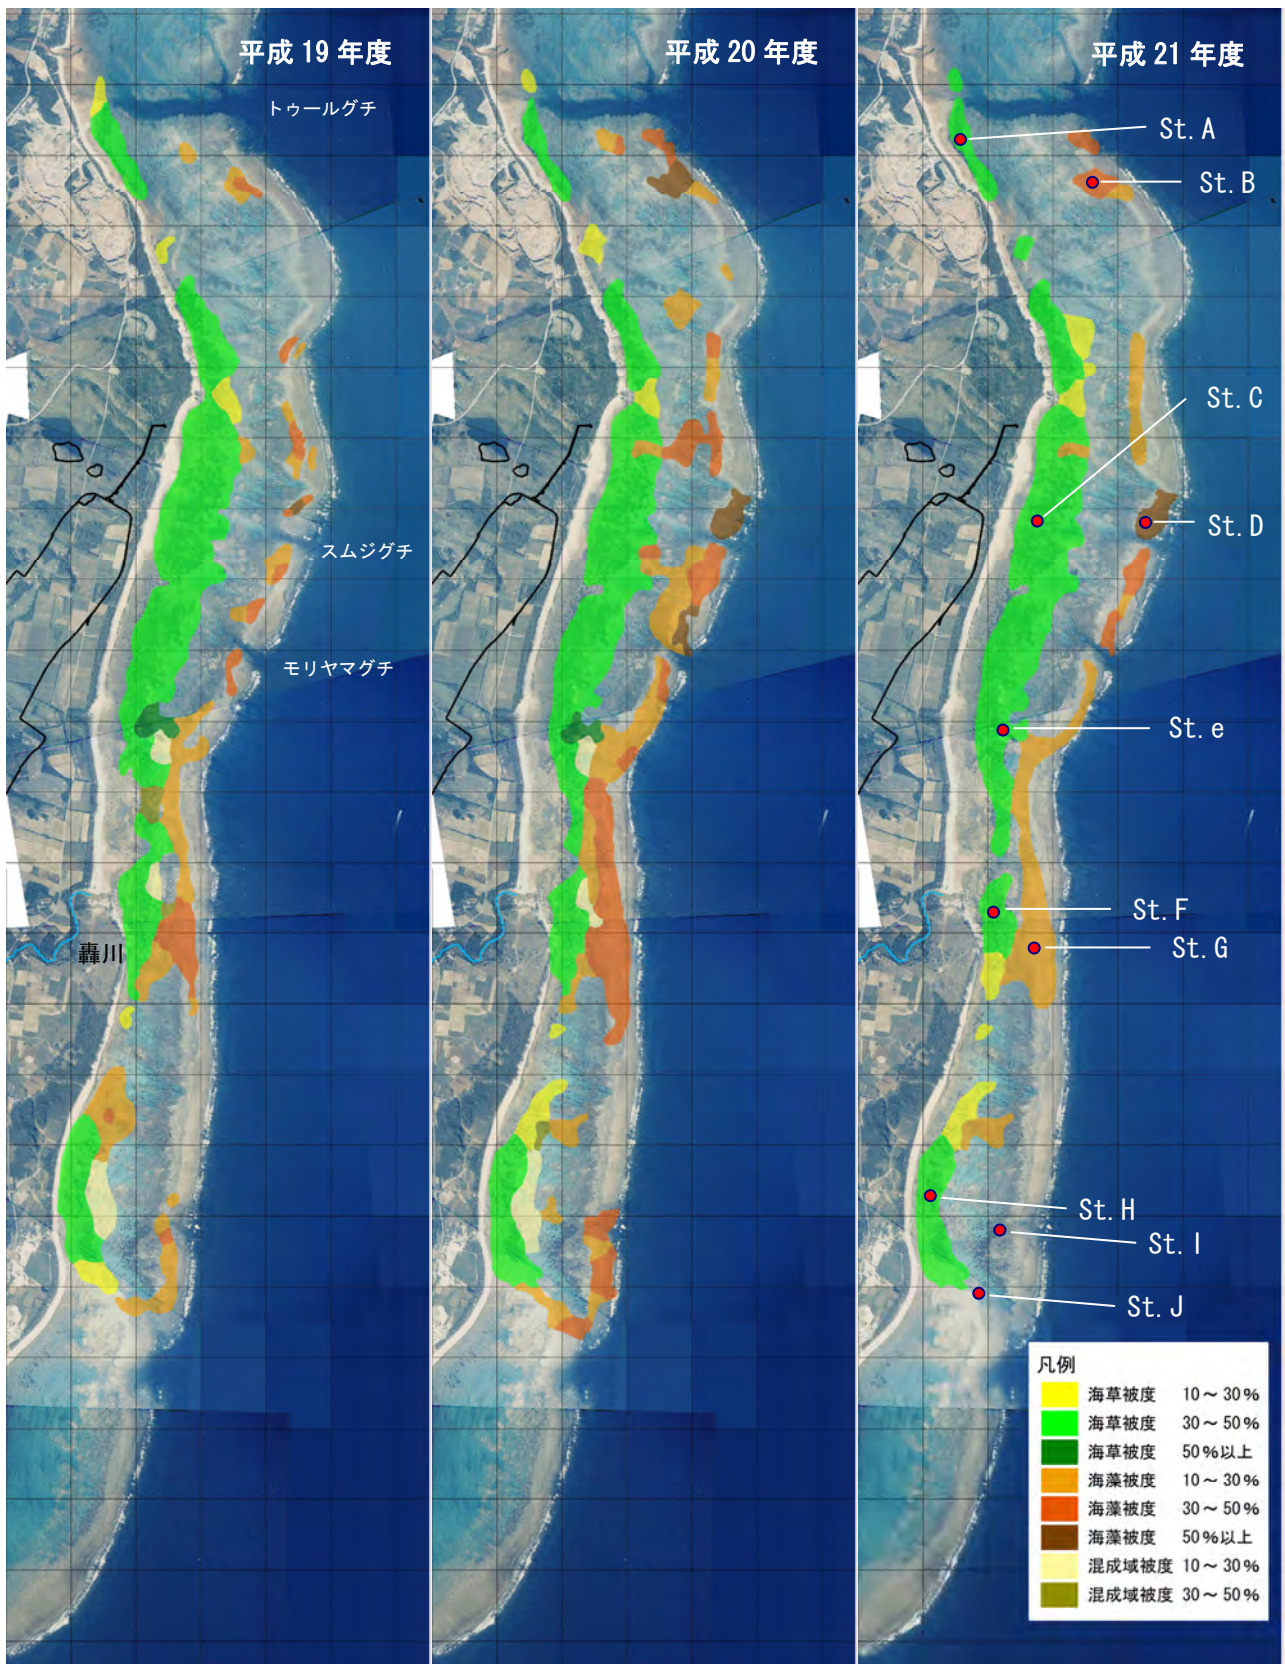 平成 19 年度
平成 20 年度
平成 21 年度
トゥールグチ
St. A
St. B
St. C
St. D
スムジグチ
モリヤマグチ
St. e
St. F
St. G
轟川
St. H
St. I
St. J
凡例
海草被度 10～30%
海草被度 30～50%
海草被度 50%以上
海藻被度 10～30%
海藻被度 30～50%
海藻被度 50%以上
混成域被度 10～30%
混成域被度 30～50%